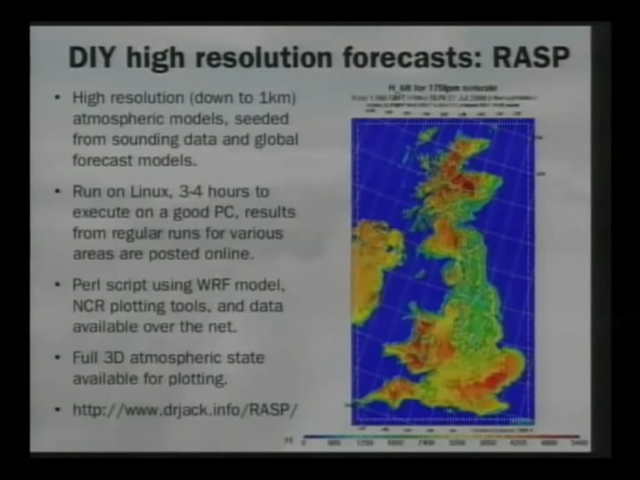 DIY high resolution forecasts: RASP
• High resolution (down to 1km)
atmospheric models, seeded
from sounding data and global
forecast models.
• Run on Linux, 3-4 hours to
execute on a good PC, results
from regular runs for various
areas are posted online.
• Perl script using WRF model,
NCR plotting tools, and data
available over the net.
• Full 3D atmospheric state
available for plotting.
• http://www.drjack.info/RASP/